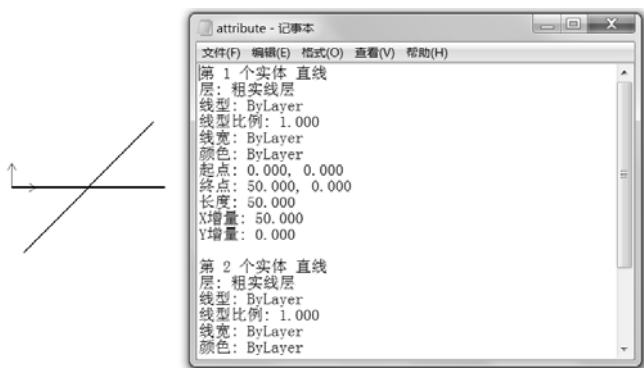 attribute - 记事本
文件(F) 编辑(E) 格式(O) 查看(V) 帮助(H)
第 1 个实体 直线
层: 粗实线层
线型: ByLayer
线型比例: 1.000
线宽: ByLayer
颜色: ByLayer
起点: 0.000, 0.000
终点: 50.000, 0.000
长度: 50.000
X增量: 50.000
Y增量: 0.000
第 2 个实体 直线
层: 粗实线层
线型: ByLayer
线型比例: 1.000
线宽: ByLayer
颜色: ByLayer